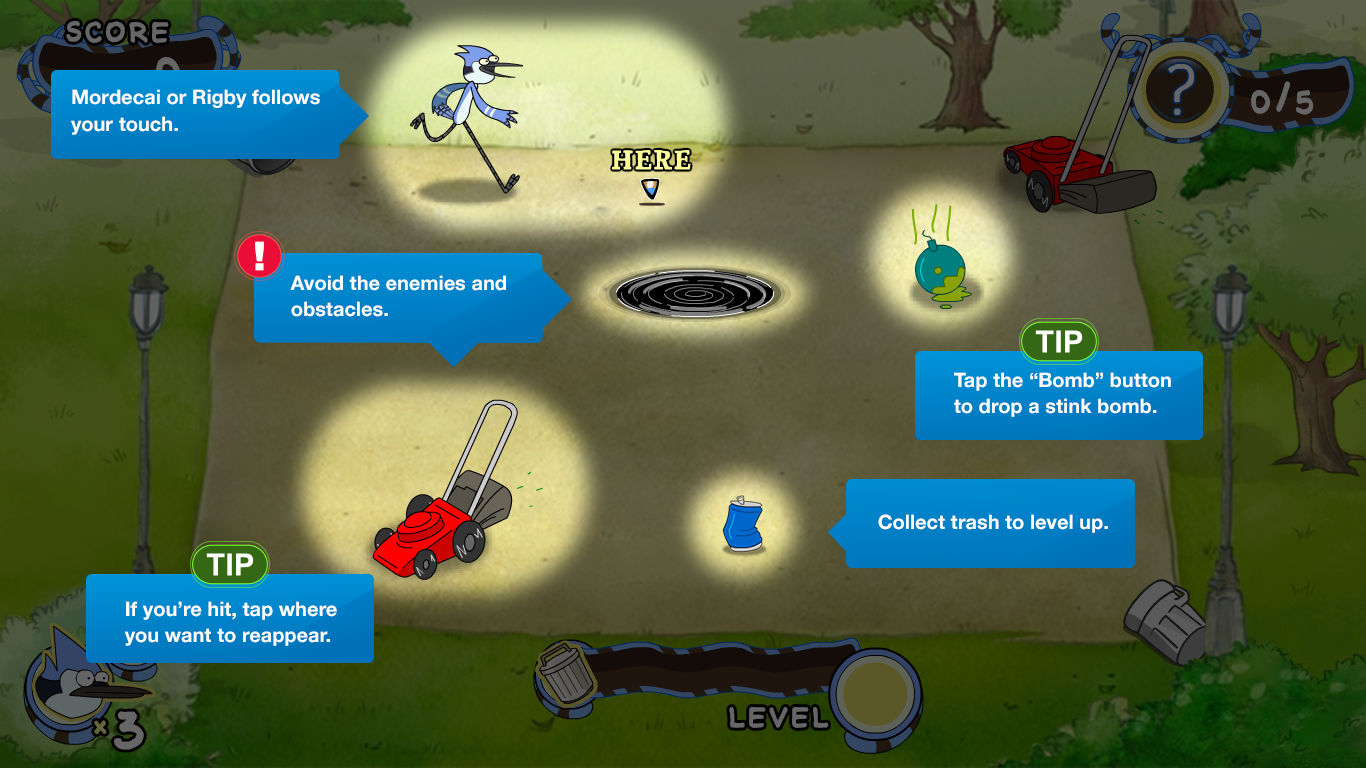 SCORE
0
Mordecai or Rigby follows
your touch.
HERE
?
0/5
!
Avoid the enemies and
obstacles.
TIP
Tap the “Bomb” button
to drop a stink bomb.
Collect trash to level up.
TIP
If you’re hit, tap where
you want to reappear.
x3
LEVEL